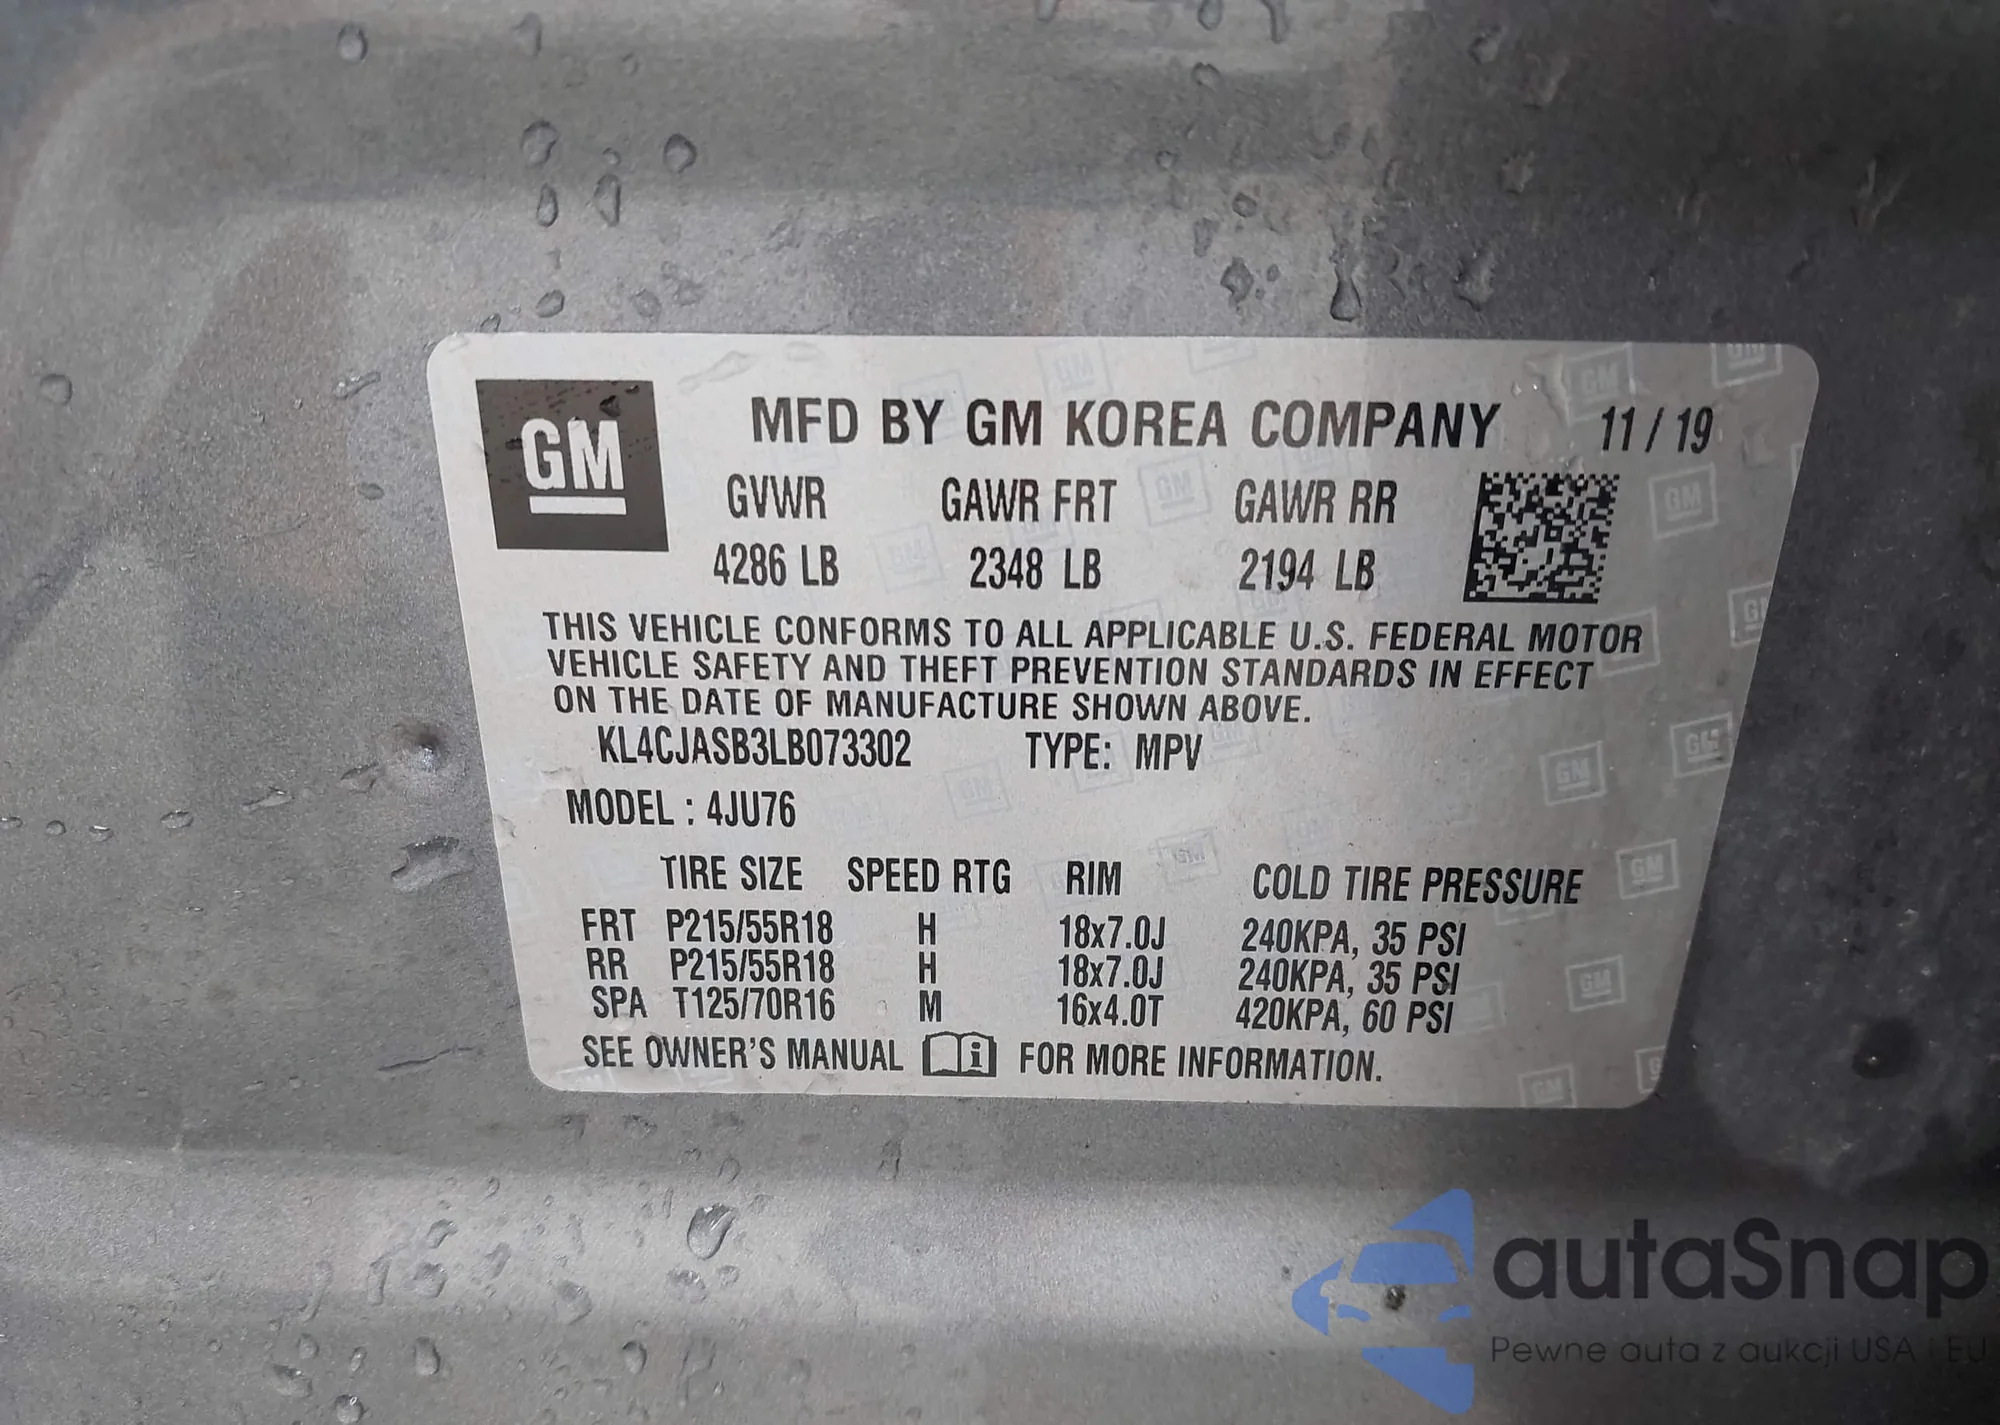 GM
MFD BY GM KOREA COMPANY 11 / 19
GVWR GAWR FRT GAWR RR
4286 LB 2348 LB 2194 LB
THIS VEHICLE CONFORMS TO ALL APPLICABLE U.S. FEDERAL MOTOR
VEHICLE SAFETY AND THEFT PREVENTION STANDARDS IN EFFECT
ON THE DATE OF MANUFACTURE SHOWN ABOVE.
KL4CJASB3LB073302 TYPE: MPV
MODEL : 4JU76
TIRE SIZE SPEED RTG RIM COLD TIRE PRESSURE
FRT P215/55R18 H 18x7.0J 240KPA, 35 PSI
RR P215/55R18 H 18x7.0J 240KPA, 35 PSI
SPA T125/70R16 M 16x4.0T 420KPA, 60 PSI
SEE OWNER'S MANUAL i FOR MORE INFORMATION.
autaSnap
Pewne auta z aukcji USA i EU